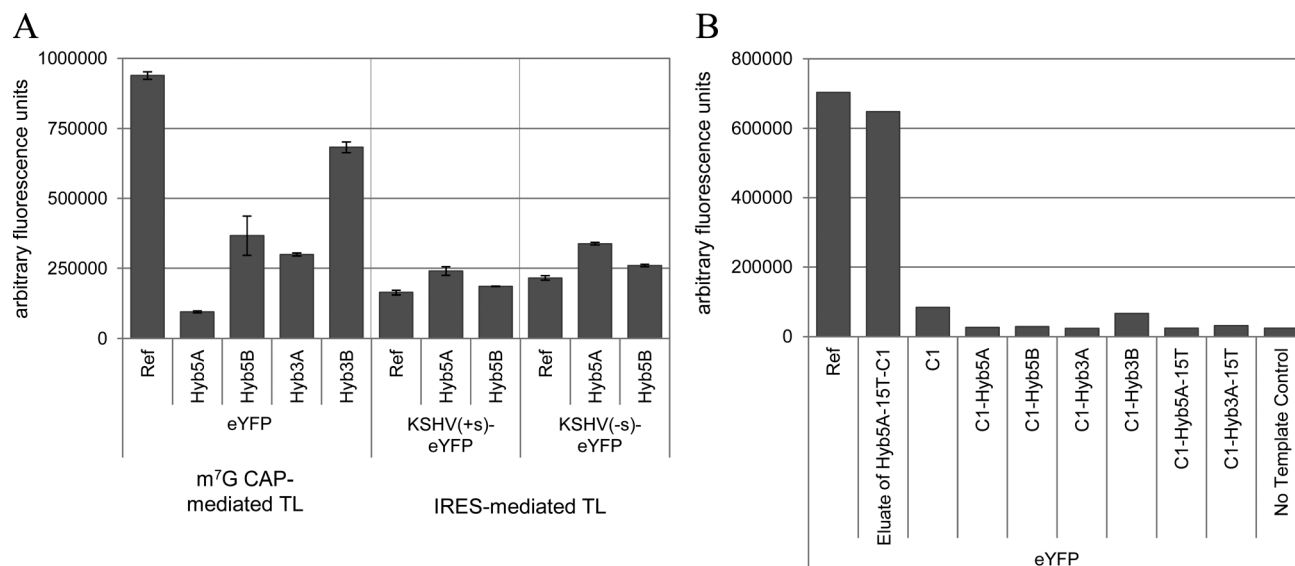 A
arbitrary fluorescence units
1000000
750000
500000
250000
0
Ref
Hyb5A
Hyb5B
Hyb3A
Hyb3B
Ref
Hyb5A
Hyb5B
Ref
Hyb5A
Hyb5B
eYFP
KSHV(+s)-
eYFP
KSHV(-s)-
eYFP
m⁷G CAP-
mediated TL
IRES-mediated TL
B
arbitrary fluorescence units
800000
600000
400000
200000
0
Ref
Eluate of Hyb5A-15T-C1
C1
C1-Hyb5A
C1-Hyb5B
C1-Hyb3A
C1-Hyb3B
C1-Hyb5A-15T
C1-Hyb3A-15T
No Template Control
eYFP